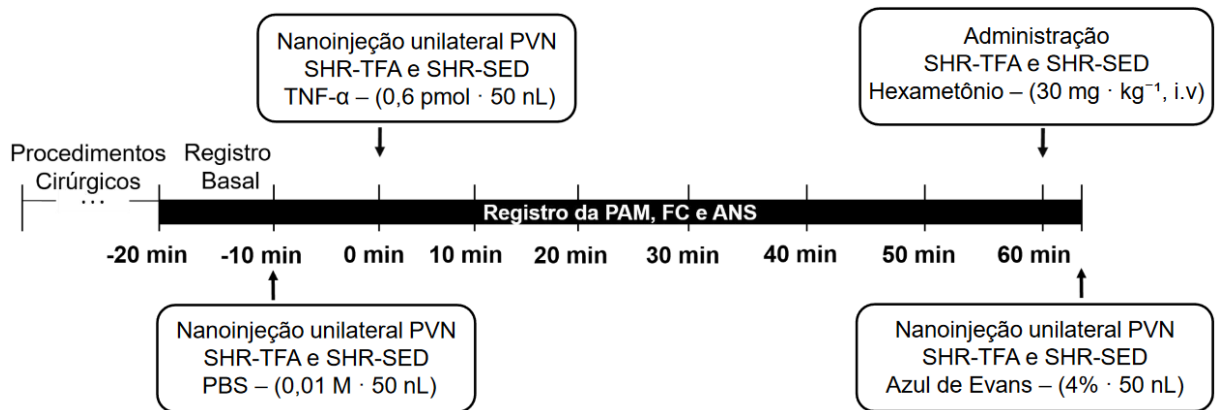 Nanoinjeção unilateral PVN
SHR-TFA e SHR-SED
TNF-α – (0,6 pmol · 50 nL)
Administração
SHR-TFA e SHR-SED
Hexametônio – (30 mg · kg⁻¹, i.v)
Procedimentos
Cirúrgicos
...
Registro
Basal
Registro da PAM, FC e ANS
-20 min
-10 min
0 min
10 min
20 min
30 min
40 min
50 min
60 min
Nanoinjeção unilateral PVN
SHR-TFA e SHR-SED
PBS – (0,01 M · 50 nL)
Nanoinjeção unilateral PVN
SHR-TFA e SHR-SED
Azul de Evans – (4% · 50 nL)